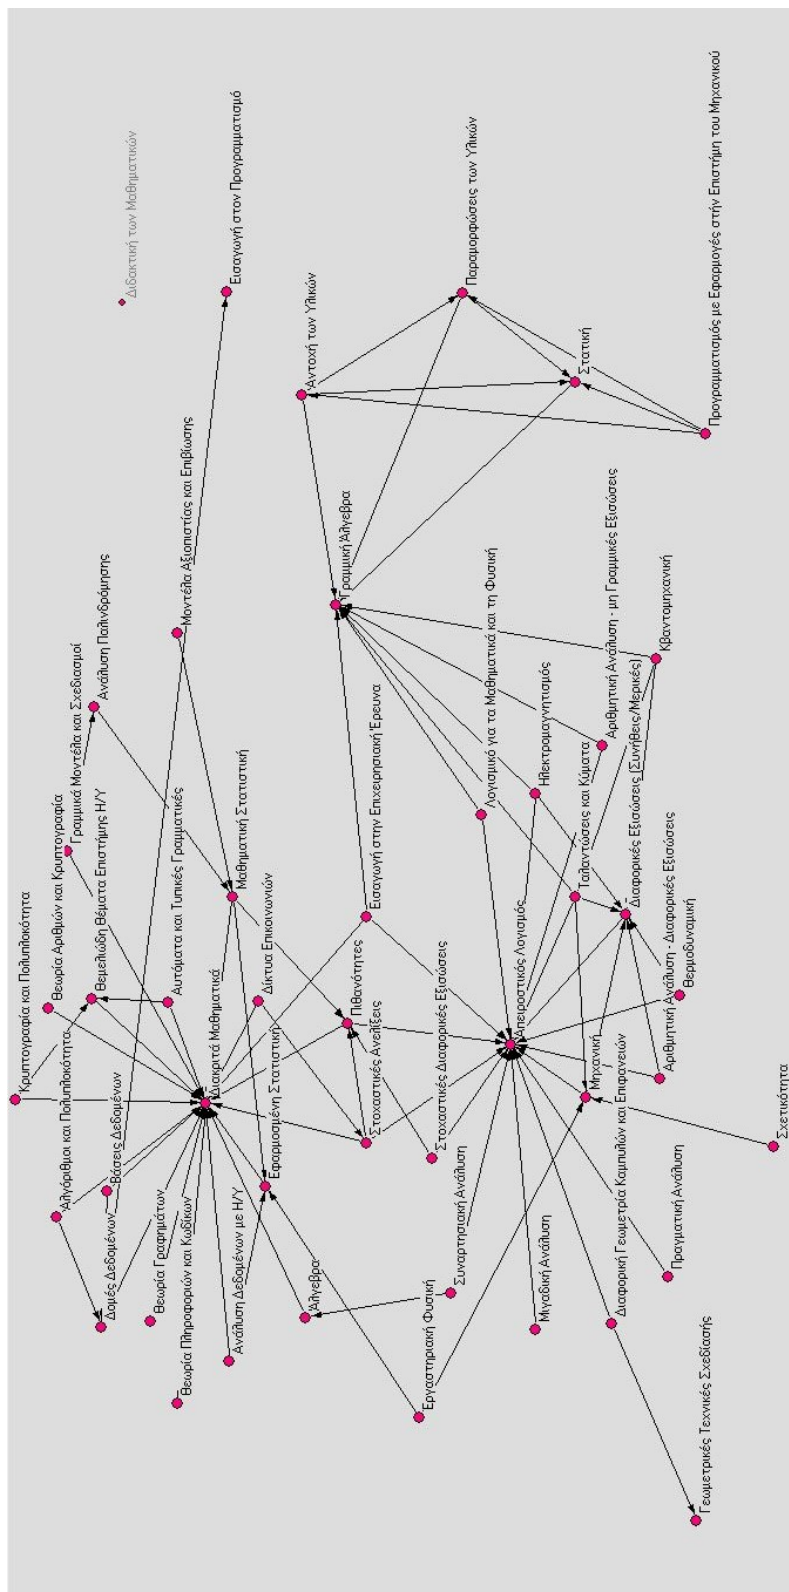 Κρυπτογραφία και Πολυπλοκότητα
Θεωρία Αριθμών και Κρυπτογραφία
Γραμμικά Μοντέλα και Σχεδιασμοί
Ανάλυση Παλινδρόμησης
Διδακτική των Μαθηματικών
Αλγόριθμοι και Πολυπλοκότητα
Θεμελιώδη Θέματα Επιστήμης Η/Υ
Δομές Δεδομένων
Βάσεις Δεδομένων
Αυτόματα και Τυπικές Γραμματικές
Μοντέλα Αξιοπιστίας και Επιβίωσης
Θεωρία Γραφημάτων
Θεωρία Πληροφοριών και Κωδίκων
Διακριτά Μαθηματικά
Μαθηματική Στατιστική
Εισαγωγή στον Προγραμματισμό
Ανάλυση Δεδομένων με Η/Υ
Εφαρμοσμένη Στατιστική
Δίκτυα Επικοινωνιών
Άλγεβρα
Αντοχή των Υλικών
Πιθανότητες
Γραμμική Άλγεβρα
Στοχαστικές Ανελίξεις
Εισαγωγή στην Επιχειρησιακή Έρευνα
Εργαστηριακή Φυσική
Στοχαστικές Διαφορικές Εξισώσεις
Συναρτησιακή Ανάλυση
Παραμορφώσεις των Υλικών
Λογισμικό για τα Μαθηματικά και τη Φυσική
Απειροστικός Λογισμός
Μιγαδική Ανάλυση
Ηλεκτρομαγνητισμός
Ταλαντώσεις και Κύματα
Στατική
Μηχανική
Αριθμητική Ανάλυση - μη Γραμμικές Εξισώσεις
Διαφορική Γεωμετρία Καμπυλών και Επιφανειών
Διαφορικές Εξισώσεις (Συνήθεις/Μερικές)
Κβαντομηχανική
Αριθμητική Ανάλυση - Διαφορικές Εξισώσεις
Πραγματική Ανάλυση
Θερμοδυναμική
Γεωμετρικές Τεχνικές Σχεδίασής
Προγραμματισμός με Εφαρμογές στήν Επιστήμη του Μηχανικού
Σχετικότητα